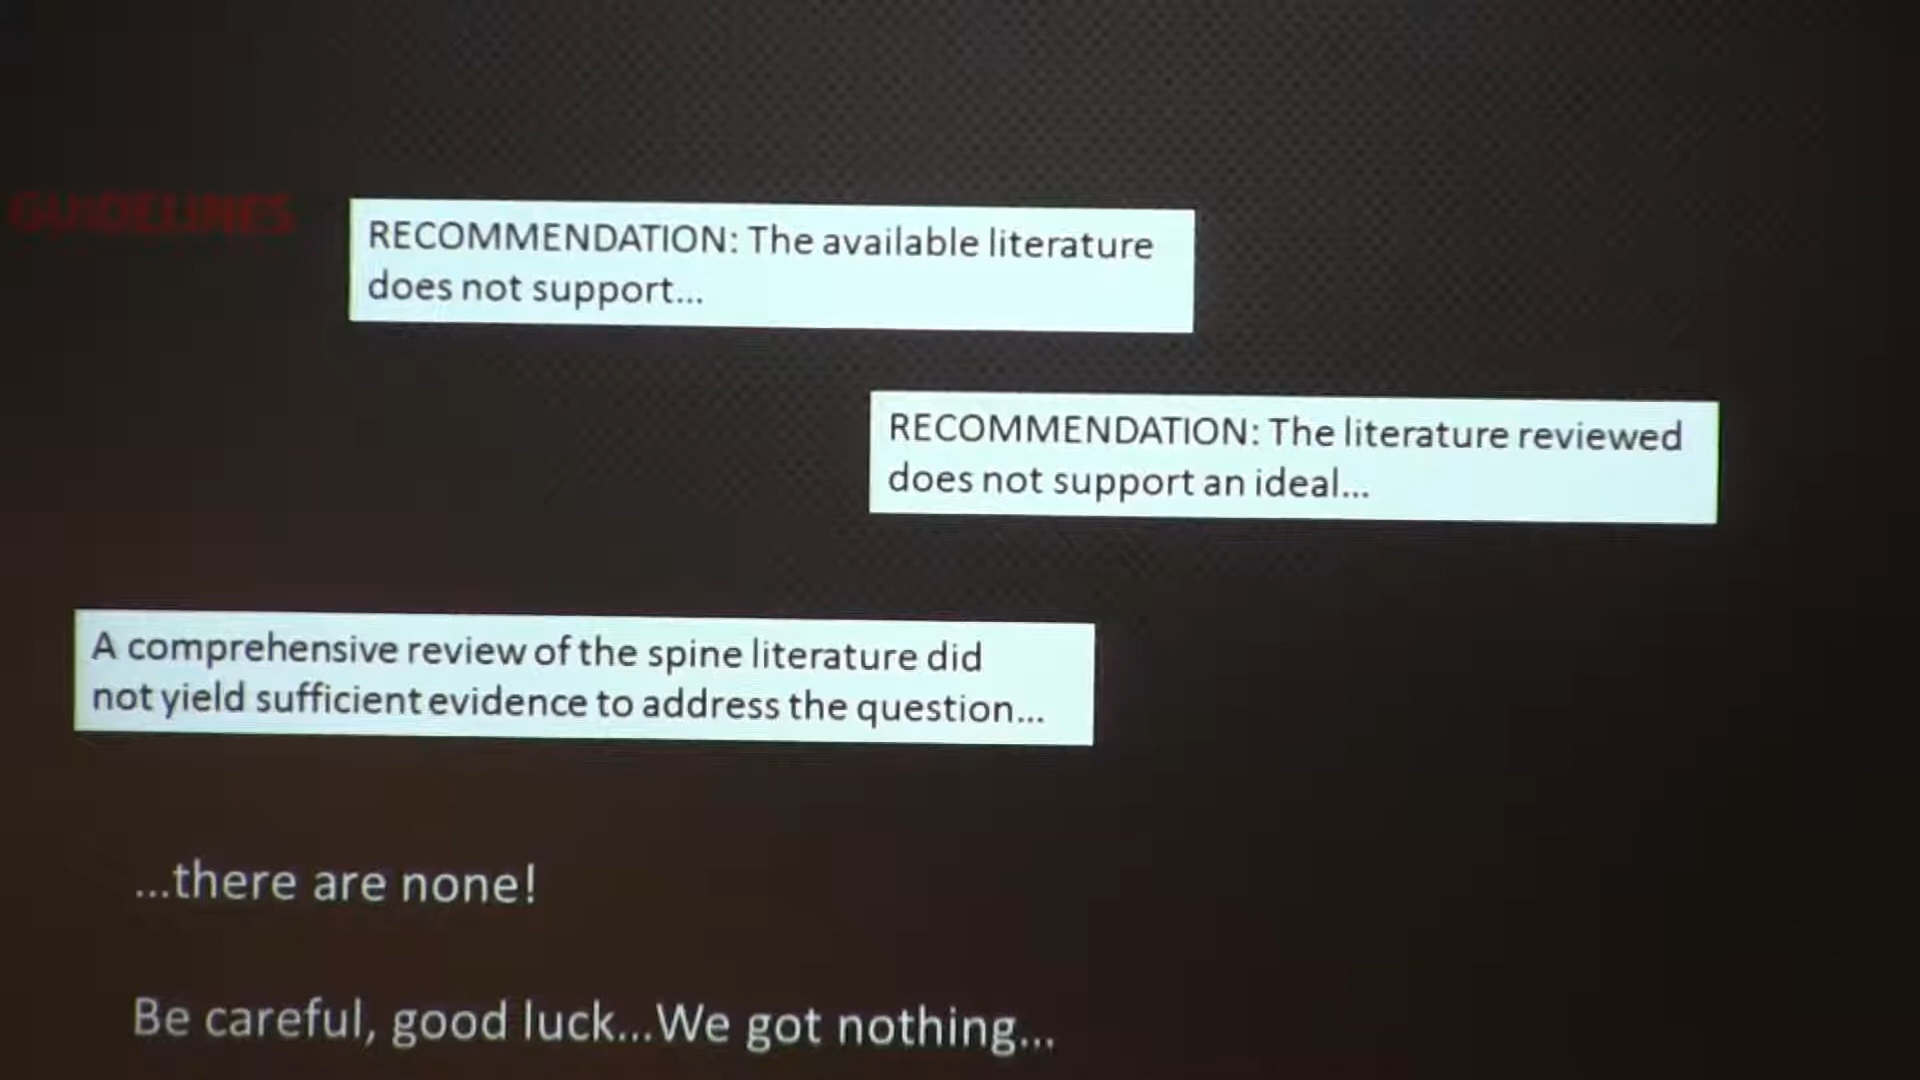 GUIDELINES
RECOMMENDATION: The available literature
does not support...
RECOMMENDATION: The literature reviewed
does not support an ideal...
A comprehensive review of the spine literature did
not yield sufficient evidence to address the question...
...there are none!
Be careful, good luck...We got nothing...